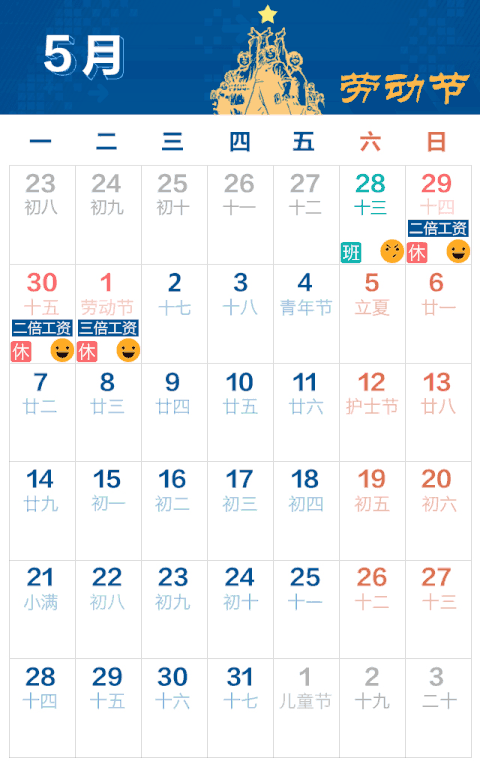 5月
劳动节
一 二 三 四 五 六 日
23 24 25 26 27 28 29
初八 初九 初十 十一 十二 十三 十四
二倍工资
班 休
30 1 2 3 4 5 6
十五 劳动节 十七 十八 青年节 立夏 廿一
二倍工资 三倍工资
休 休
7 8 9 10 11 12 13
廿二 廿三 廿四 廿五 廿六 护士节 廿八
14 15 16 17 18 19 20
廿九 初一 初二 初三 初四 初五 初六
21 22 23 24 25 26 27
小满 初八 初九 初十 十一 十二 十三
28 29 30 31 1 2 3
十四 十五 十六 十七 儿童节 十九 二十